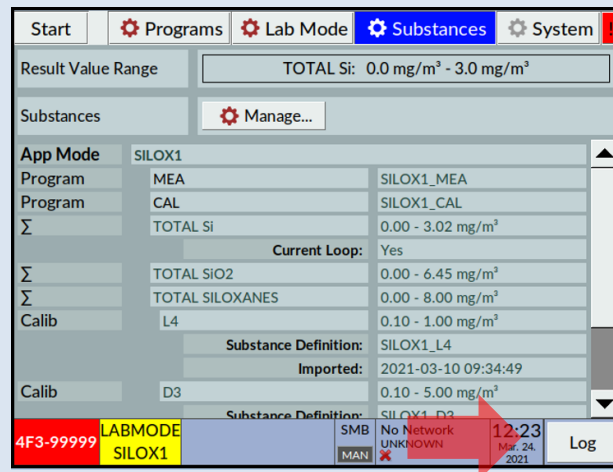 Start Programs Lab Mode Substances System !
Result Value Range TOTAL Si: 0.0 mg/m³ - 3.0 mg/m³
Substances Manage...
App Mode SILOX1
Program MEA SILOX1_MEA
Program CAL SILOX1_CAL
Σ TOTAL Si 0.00 - 3.02 mg/m³
Current Loop: Yes
Σ TOTAL SiO2 0.00 - 6.45 mg/m³
Σ TOTAL SILOXANES 0.00 - 8.00 mg/m³
Calib L4 0.10 - 1.00 mg/m³
Substance Definition: SILOX1_L4
Imported: 2021-03-10 09:34:49
Calib D3 0.10 - 5.00 mg/m³
Substance Definition: SILOX1_D3
4F3-99999 LABMODE SILOX1 SMB MAN No Network UNKNOWN 12:23 Mar. 24. 2021 Log